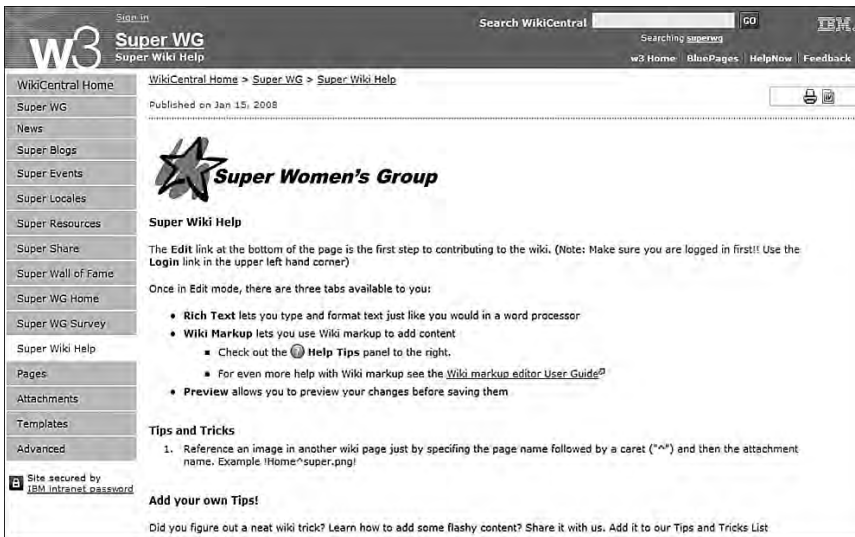 Sign in
w3
Super WG
Super Wiki Help
Search WikiCentral
GO
IBM.
Searching superwg
w3 Home BluePages HelpNow Feedback
WikiCentral Home
Super WG
News
Super Blogs
Super Events
Super Locales
Super Resources
Super Share
Super Wall of Fame
Super WG Home
Super WG Survey
Super Wiki Help
Pages
Attachments
Templates
Advanced
Site secured by
IBM intranet password
WikiCentral Home > Super WG > Super Wiki Help
Published on Jan 15, 2008
Super Women's Group
Super Wiki Help
The Edit link at the bottom of the page is the first step to contributing to the wiki. (Note: Make sure you are logged in first!! Use the
Login link in the upper left hand corner)
Once in Edit mode, there are three tabs available to you:
• Rich Text lets you type and format text just like you would in a word processor
• Wiki Markup lets you use Wiki markup to add content
▪ Check out the ? Help Tips panel to the right.
▪ For even more help with Wiki markup see the Wiki markup editor User Guide
• Preview allows you to preview your changes before saving them
Tips and Tricks
1. Reference an image in another wiki page just by specifing the page name followed by a caret ("^") and then the attachment
name. Example !Home^super.png!
Add your own Tips!
Did you figure out a neat wiki trick? Learn how to add some flashy content? Share it with us. Add it to our Tips and Tricks List